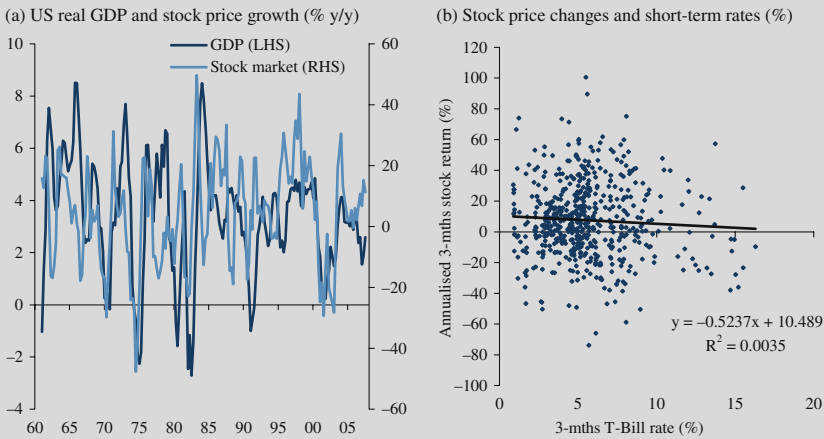 (a) US real GDP and stock price growth (% y/y)
10
8
6
4
2
0
−2
−4
60
40
20
0
−20
−40
−60
GDP (LHS)
Stock market (RHS)
60 65 70 75 80 85 90 95 00 05
(b) Stock price changes and short-term rates (%)
Annualised 3-mths stock return (%)
120
100
80
60
40
20
0
−20
−40
−60
−80
−100
y = −0.5237x + 10.489
R² = 0.0035
0 5 10 15 20
3-mths T-Bill rate (%)